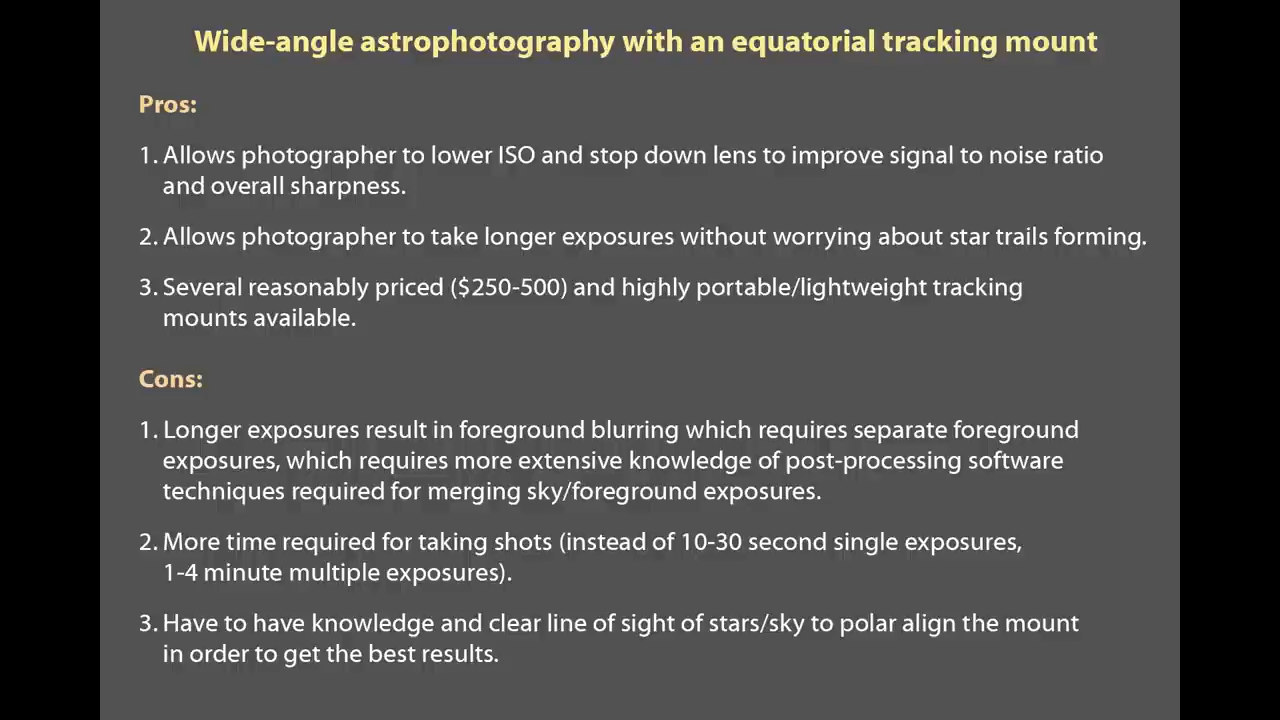 Wide-angle astrophotography with an equatorial tracking mount
Pros:
1. Allows photographer to lower ISO and stop down lens to improve signal to noise ratio
and overall sharpness.
2. Allows photographer to take longer exposures without worrying about star trails forming.
3. Several reasonably priced ($250-500) and highly portable/lightweight tracking
mounts available.
Cons:
1. Longer exposures result in foreground blurring which requires separate foreground
exposures, which requires more extensive knowledge of post-processing software
techniques required for merging sky/foreground exposures.
2. More time required for taking shots (instead of 10-30 second single exposures,
1-4 minute multiple exposures).
3. Have to have knowledge and clear line of sight of stars/sky to polar align the mount
in order to get the best results.